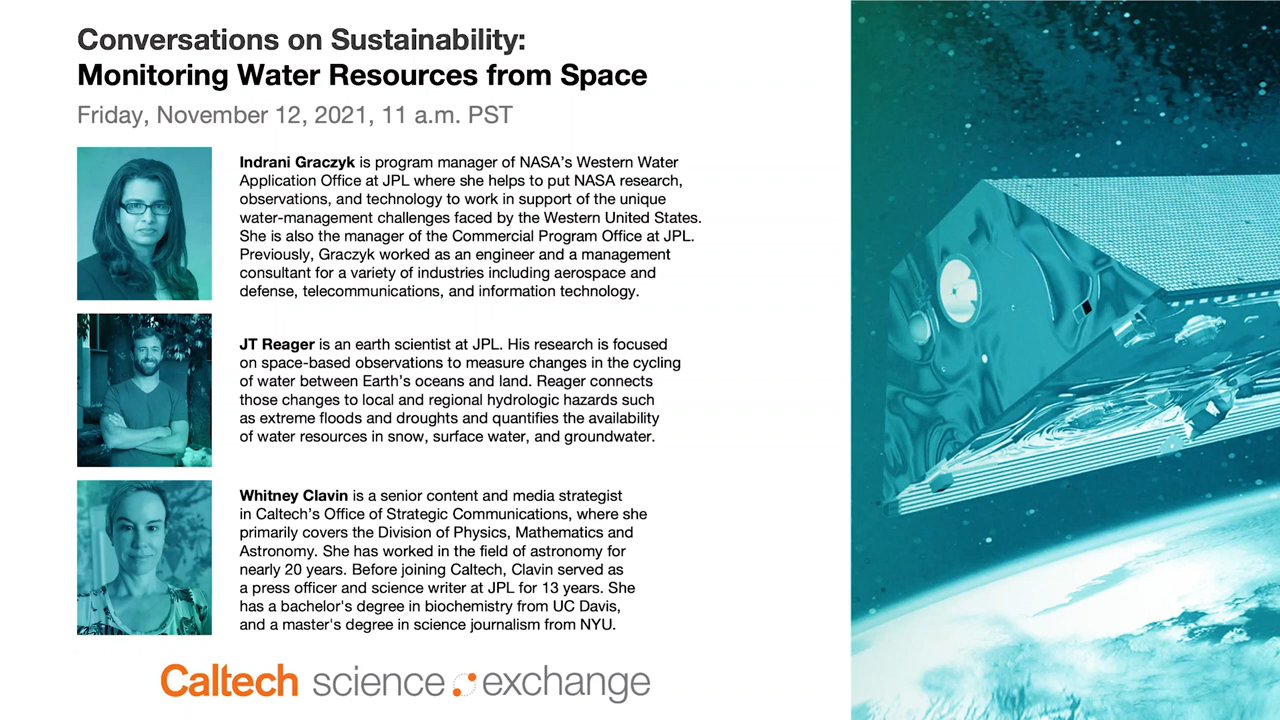 Conversations on Sustainability:
Monitoring Water Resources from Space
Friday, November 12, 2021, 11 a.m. PST
Indrani Graczyk is program manager of NASA's Western Water
Application Office at JPL where she helps to put NASA research,
observations, and technology to work in support of the unique
water-management challenges faced by the Western United States.
She is also the manager of the Commercial Program Office at JPL.
Previously, Graczyk worked as an engineer and a management
consultant for a variety of industries including aerospace and
defense, telecommunications, and information technology.
JT Reager is an earth scientist at JPL. His research is focused
on space-based observations to measure changes in the cycling
of water between Earth's oceans and land. Reager connects
those changes to local and regional hydrologic hazards such
as extreme floods and droughts and quantifies the availability
of water resources in snow, surface water, and groundwater.
Whitney Clavin is a senior content and media strategist
in Caltech's Office of Strategic Communications, where she
primarily covers the Division of Physics, Mathematics and
Astronomy. She has worked in the field of astronomy for
nearly 20 years. Before joining Caltech, Clavin served as
a press officer and science writer at JPL for 13 years. She
has a bachelor's degree in biochemistry from UC Davis,
and a master's degree in science journalism from NYU.
Caltech science exchange